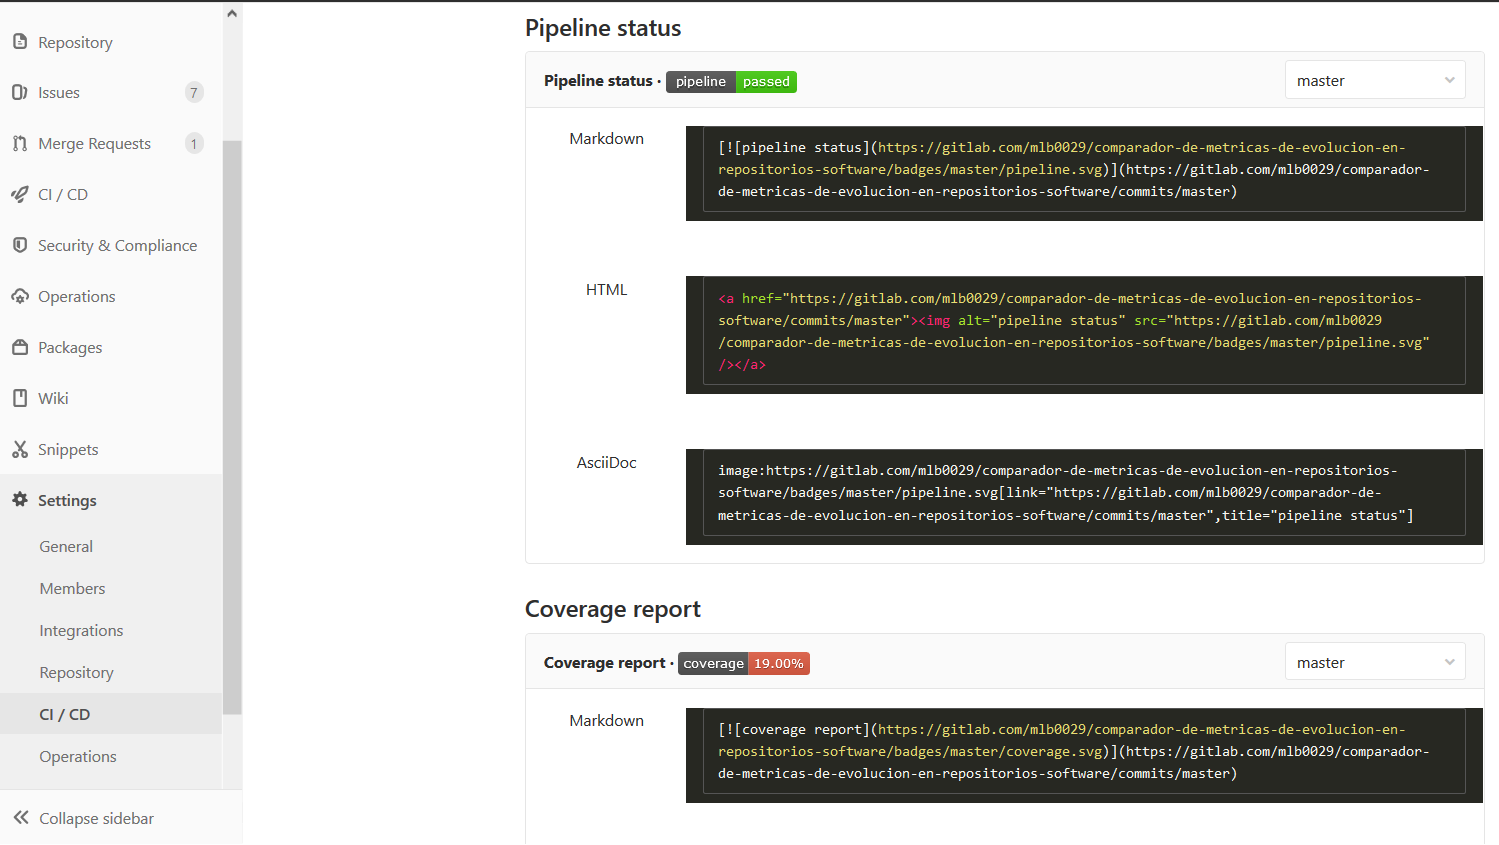 Repository
Issues 7
Merge Requests 1
CI / CD
Security & Compliance
Operations
Packages
Wiki
Snippets
Settings
General
Members
Integrations
Repository
CI / CD
Operations
Collapse sidebar
Pipeline status
Pipeline status · pipeline passed master
Markdown
[![pipeline status](https://gitlab.com/mlb0029/comparador-de-metricas-de-evolucion-en-
repositorios-software/badges/master/pipeline.svg)](https://gitlab.com/mlb0029/comparador-
de-metricas-de-evolucion-en-repositorios-software/commits/master)
HTML
<a href="https://gitlab.com/mlb0029/comparador-de-metricas-de-evolucion-en-repositorios-
software/commits/master"><img alt="pipeline status" src="https://gitlab.com/mlb0029
/comparador-de-metricas-de-evolucion-en-repositorios-software/badges/master/pipeline.svg"
/></a>
AsciiDoc
image:https://gitlab.com/mlb0029/comparador-de-metricas-de-evolucion-en-repositorios-
software/badges/master/pipeline.svg[link="https://gitlab.com/mlb0029/comparador-de-
metricas-de-evolucion-en-repositorios-software/commits/master",title="pipeline status"]
Coverage report
Coverage report · coverage 19.00% master
Markdown
[![coverage report](https://gitlab.com/mlb0029/comparador-de-metricas-de-evolucion-en-
repositorios-software/badges/master/coverage.svg)](https://gitlab.com/mlb0029/comparador-
de-metricas-de-evolucion-en-repositorios-software/commits/master)